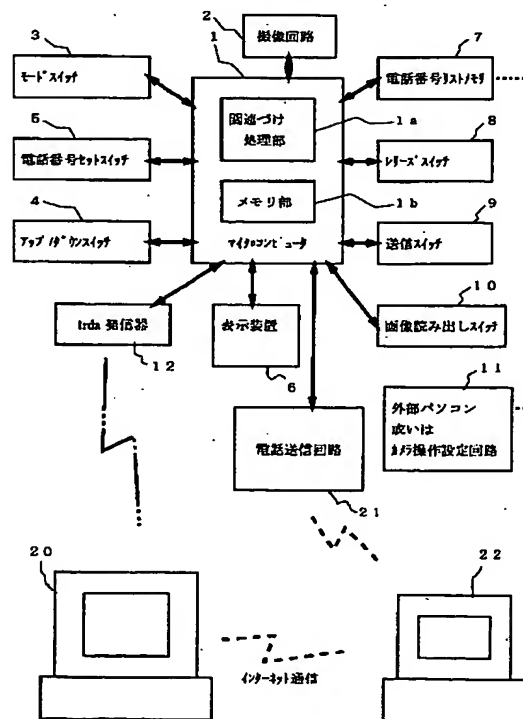 2
撮像回路
3
モードスイッチ
1
7
電話番号リストメモリ
関連づけ
処理部
1a
5
電話番号セットスイッチ
8
レリーズスイッチ
メモリ部
1b
4
アップ/ダウンスイッチ
マイクロコンピュータ
9
送信スイッチ
Irda発信器
12
表示装置
6
10
画像読み出しスイッチ
11
外部パソコン
或いは
カメラ操作設定回路
電話送信回路
21
20
22
インターネット通信